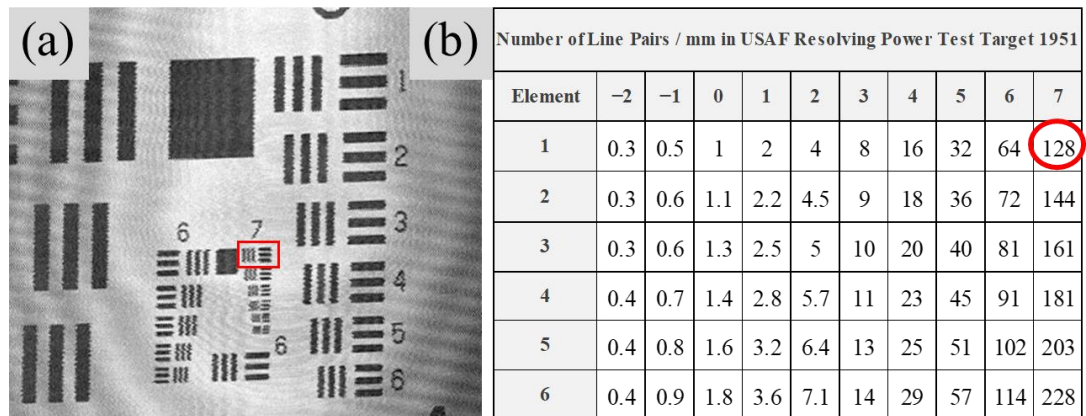 (a)
1
2
3
4
5
6
6
7
6
(b)
Number of Line Pairs / mm in USAF Resolving Power Test Target 1951
Element −2 −1 0 1 2 3 4 5 6 7
1 0.3 0.5 1 2 4 8 16 32 64 128
2 0.3 0.6 1.1 2.2 4.5 9 18 36 72 144
3 0.3 0.6 1.3 2.5 5 10 20 40 81 161
4 0.4 0.7 1.4 2.8 5.7 11 23 45 91 181
5 0.4 0.8 1.6 3.2 6.4 13 25 51 102 203
6 0.4 0.9 1.8 3.6 7.1 14 29 57 114 228